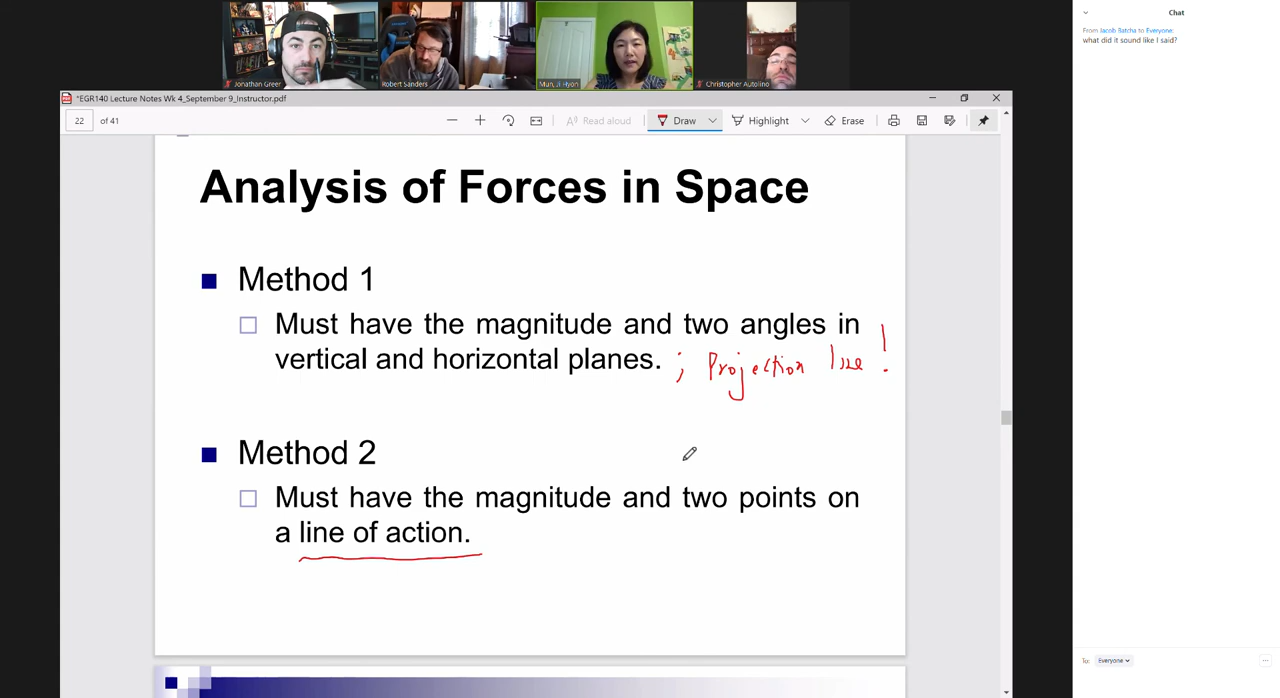 Jonathan Greer
Robert Sanders
Mun, Ji Hyon
Christopher Autolino
*EGR140 Lecture Notes Wk 4_September 9_Instructor.pdf
22 of 41
Read aloud
Draw
Highlight
Erase
Analysis of Forces in Space
Method 1
Must have the magnitude and two angles in
vertical and horizontal planes. ; Projection line !
Method 2
Must have the magnitude and two points on
a line of action.
Chat
From Jacob Batcha to Everyone:
what did it sound like I said?
To: Everyone